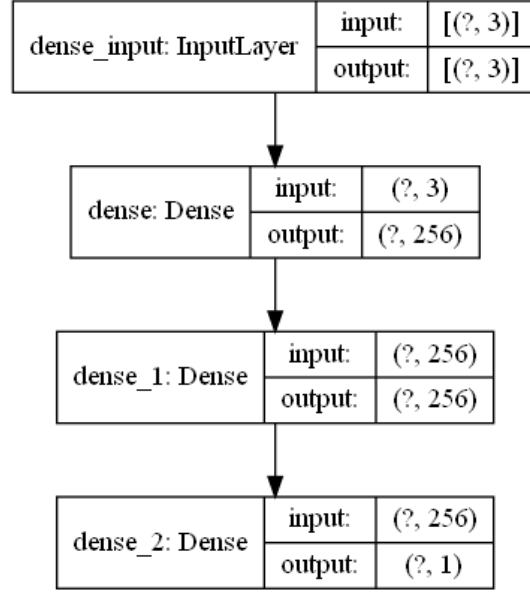 dense_input: InputLayer
input: [(?, 3)]
output: [(?, 3)]
dense: Dense
input: (?, 3)
output: (?, 256)
dense_1: Dense
input: (?, 256)
output: (?, 256)
dense_2: Dense
input: (?, 256)
output: (?, 1)